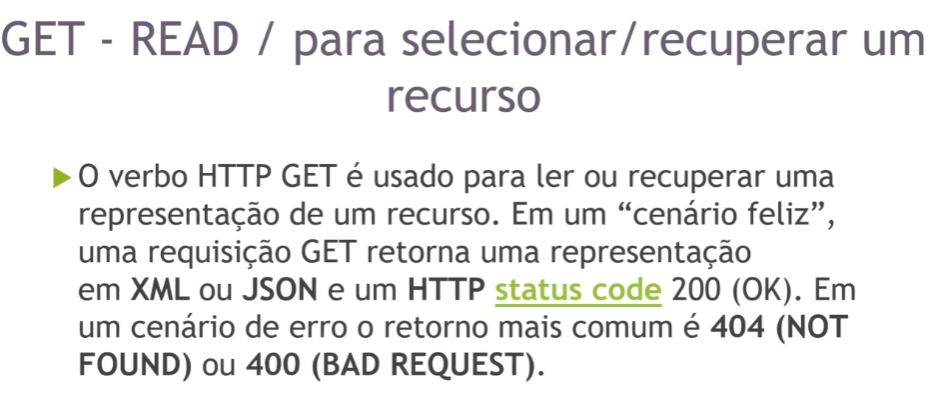 GET - READ / para selecionar/recuperar um
recurso
O verbo HTTP GET é usado para ler ou recuperar uma
representação de um recurso. Em um “cenário feliz”,
uma requisição GET retorna uma representação
em XML ou JSON e um HTTP status code 200 (OK). Em
um cenário de erro o retorno mais comum é 404 (NOT
FOUND) ou 400 (BAD REQUEST).